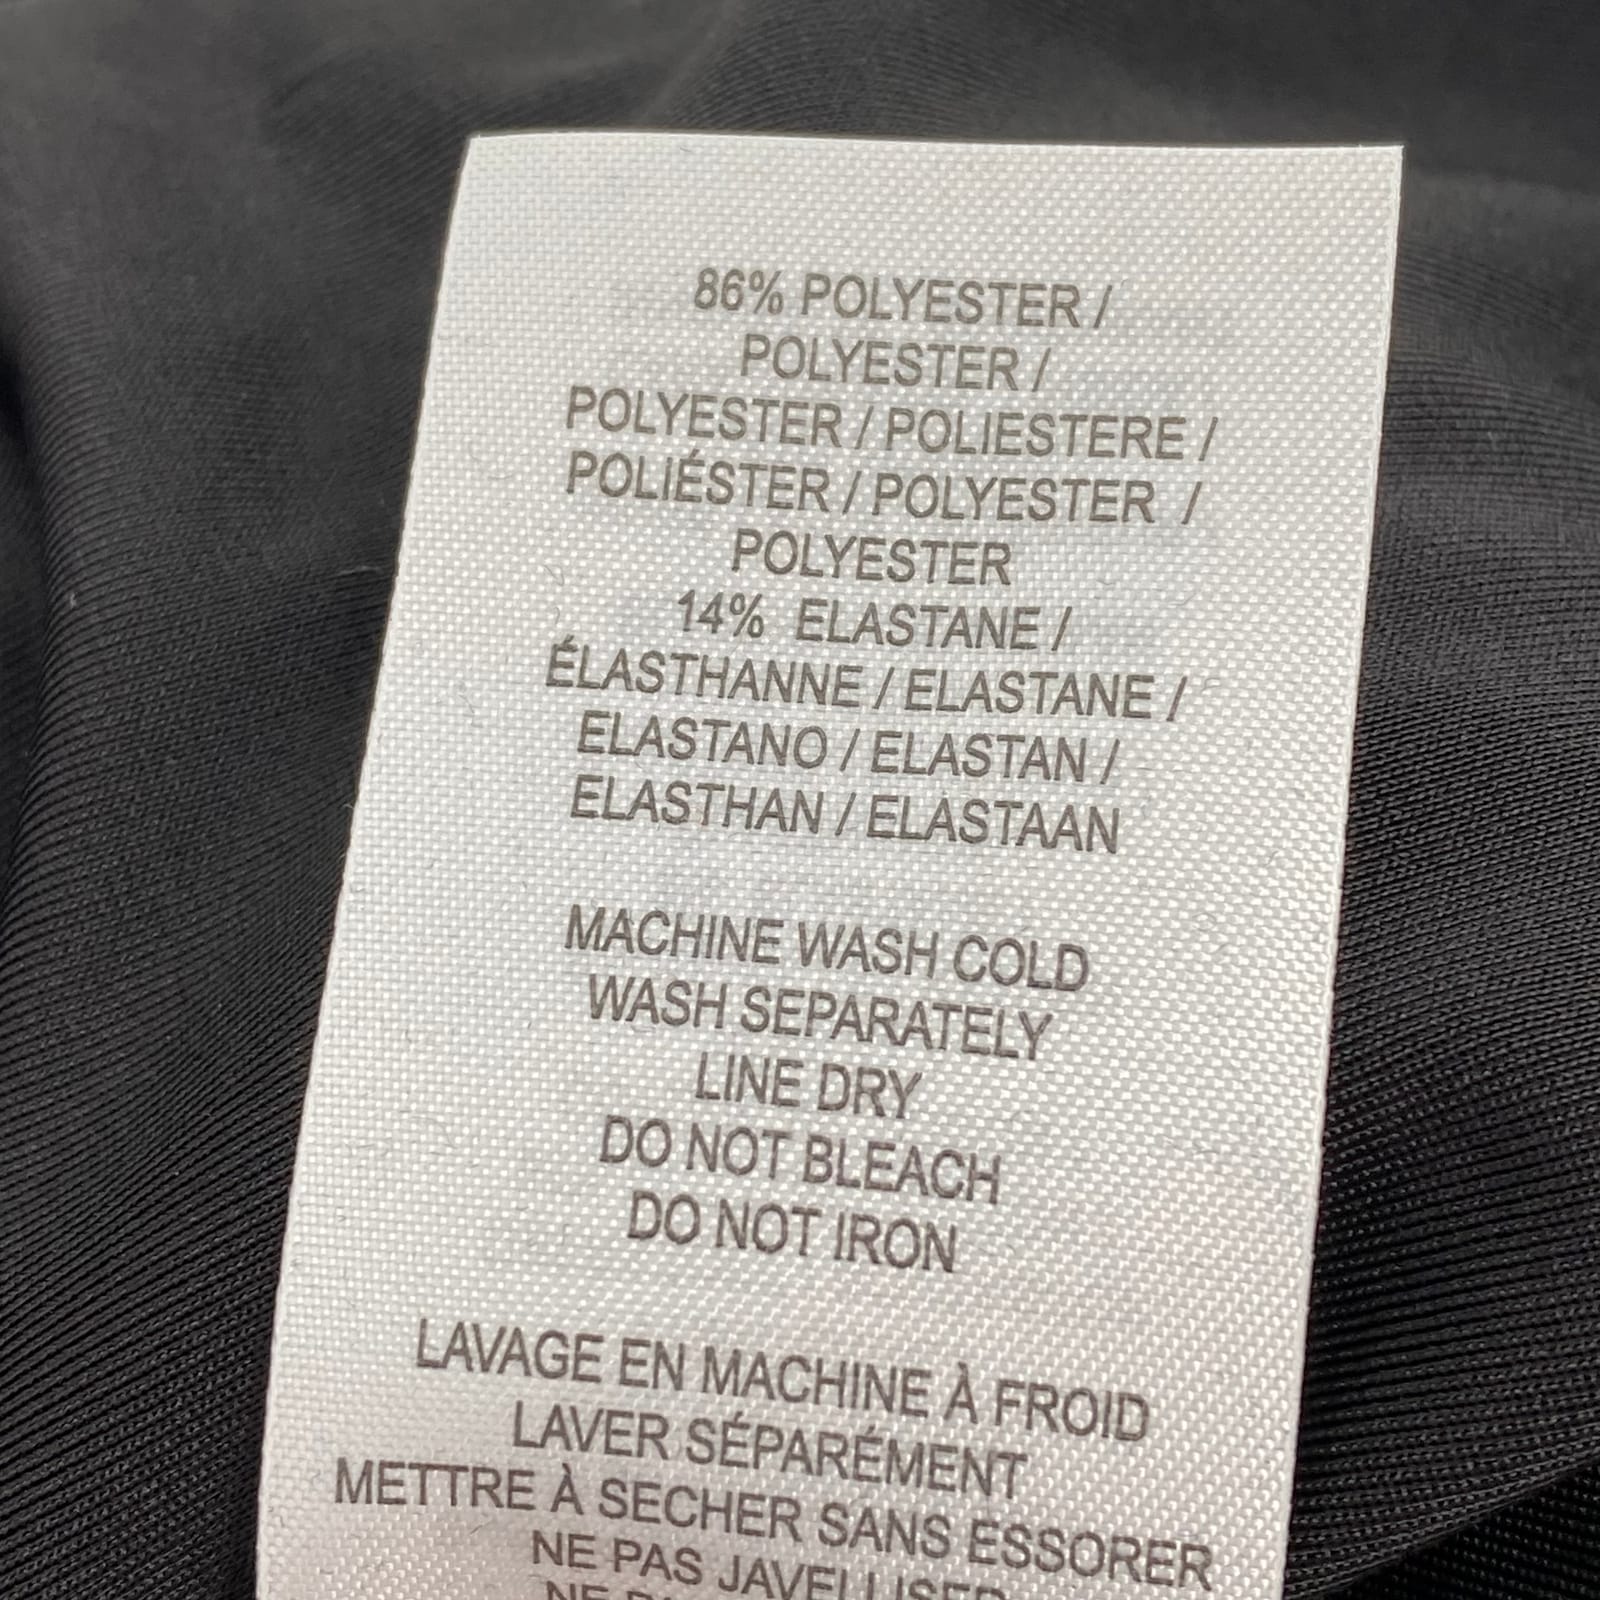 86% POLYESTER /
POLYESTER /
POLYESTER / POLIESTERE /
POLIÉSTER / POLYESTER /
POLYESTER
14% ELASTANE /
ÉLASTHANNE / ELASTANE /
ELASTANO / ELASTAN /
ELASTHAN / ELASTAAN
MACHINE WASH COLD
WASH SEPARATELY
LINE DRY
DO NOT BLEACH
DO NOT IRON
LAVAGE EN MACHINE À FROID
LAVER SÉPARÉMENT
METTRE À SECHER SANS ESSORER
NE PAS JAVELLISER
NE